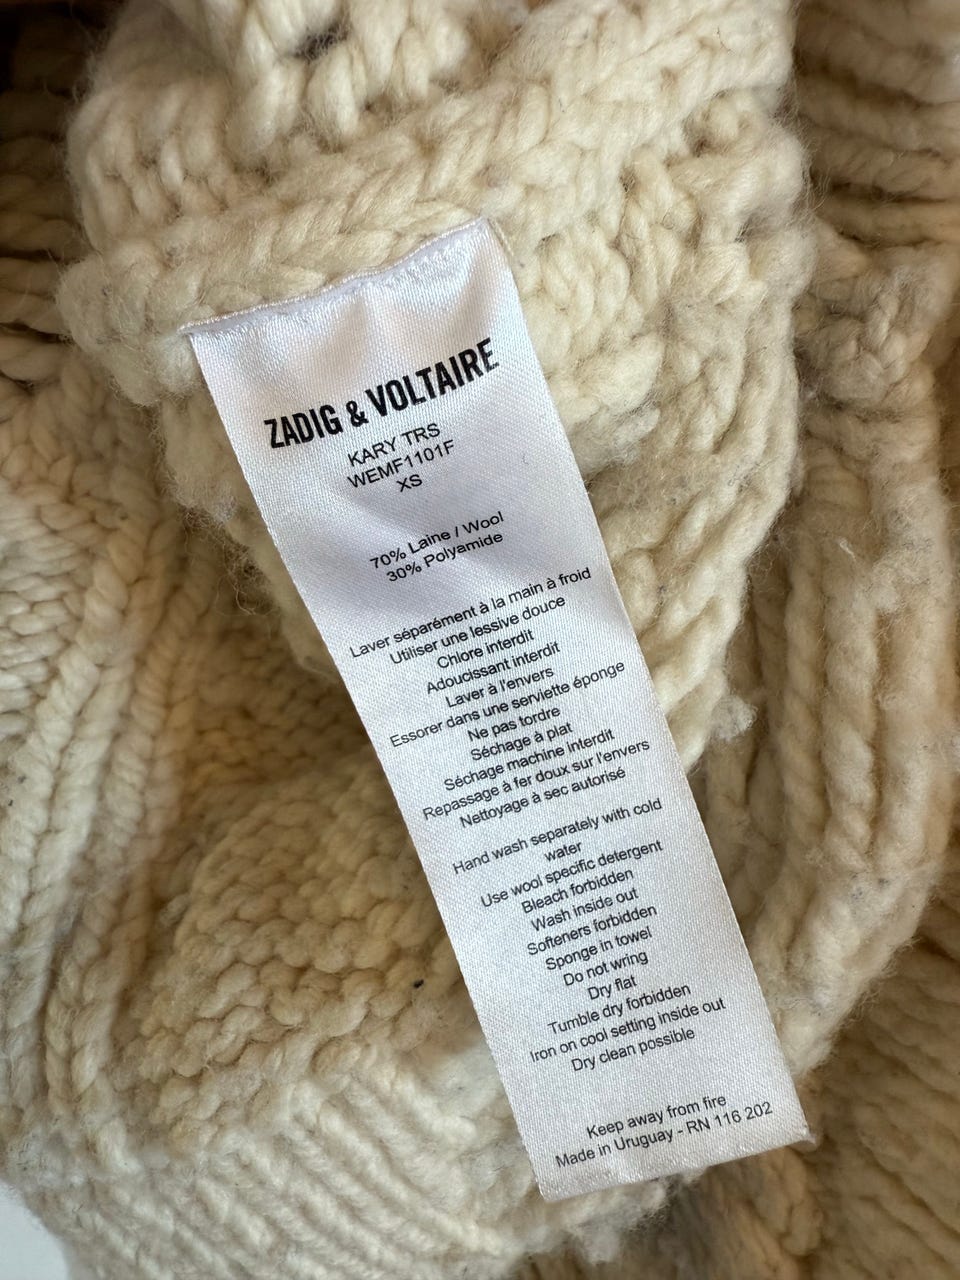 ZADIG & VOLTAIRE
KARY TRS
WEMF1101F
XS
70% Laine / Wool
30% Polyamide
Laver séparément à la main à froid
Utiliser une lessive douce
Chlore interdit
Adoucissant interdit
Laver à l'envers
Essorer dans une serviette éponge
Ne pas tordre
Séchage à plat
Séchage machine interdit
Repassage à fer doux sur l'envers
Nettoyage à sec autorisé
Hand wash separately with cold
water
Use wool specific detergent
Bleach forbidden
Wash inside out
Softeners forbidden
Sponge in towel
Do not wring
Dry flat
Tumble dry forbidden
Iron on cool setting inside out
Dry clean possible
Keep away from fire
Made in Uruguay - RN 116 202